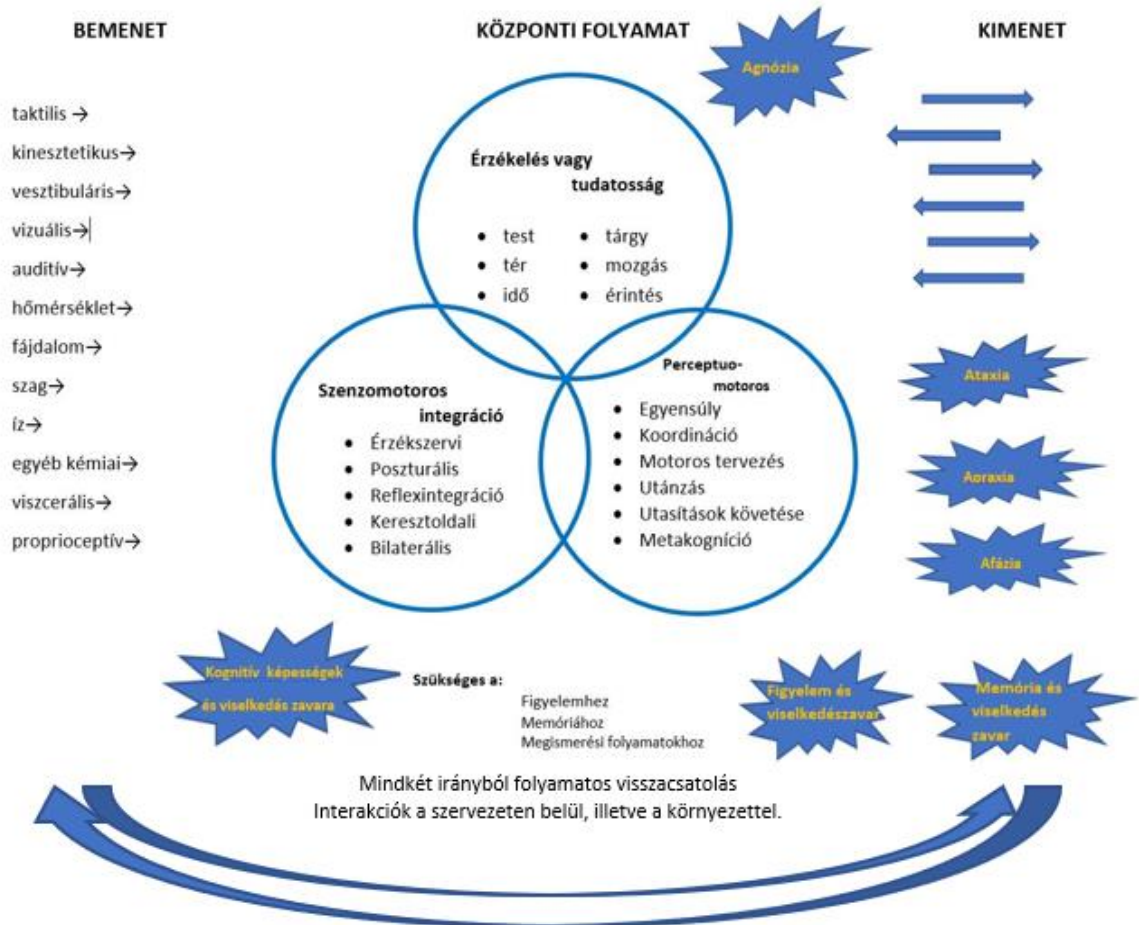 BEMENET
KÖZPONTI FOLYAMAT
KIMENET
Agnózia
taktilis →
kinesztetikus→
vesztibuláris→
vizuális→
auditív→
hőmérséklet→
fájdalom→
szag→
íz→
egyéb kémiai→
viszcerális→
proprioceptív→
Érzékelés vagy
tudatosság
• test
• tér
• idő
• tárgy
• mozgás
• érintés
Szenzomotoros
integráció
• Érzékszervi
• Poszturális
• Reflexintegráció
• Keresztoldali
• Bilaterális
Perceptuo-
motoros
• Egyensúly
• Koordináció
• Motoros tervezés
• Utánzás
• Utasítások követése
• Metakogníció
Ataxia
Apraxia
Afázia
Kognitív képességek
és viselkedés zavara
Szükséges a:
Figyelemhez
Memóriához
Megismerési folyamatokhoz
Figyelem és
viselkedészavar
Memória és
viselkedés
zavar
Mindkét irányból folyamatos visszacsatolás
Interakciók a szervezeten belül, illetve a környezettel.